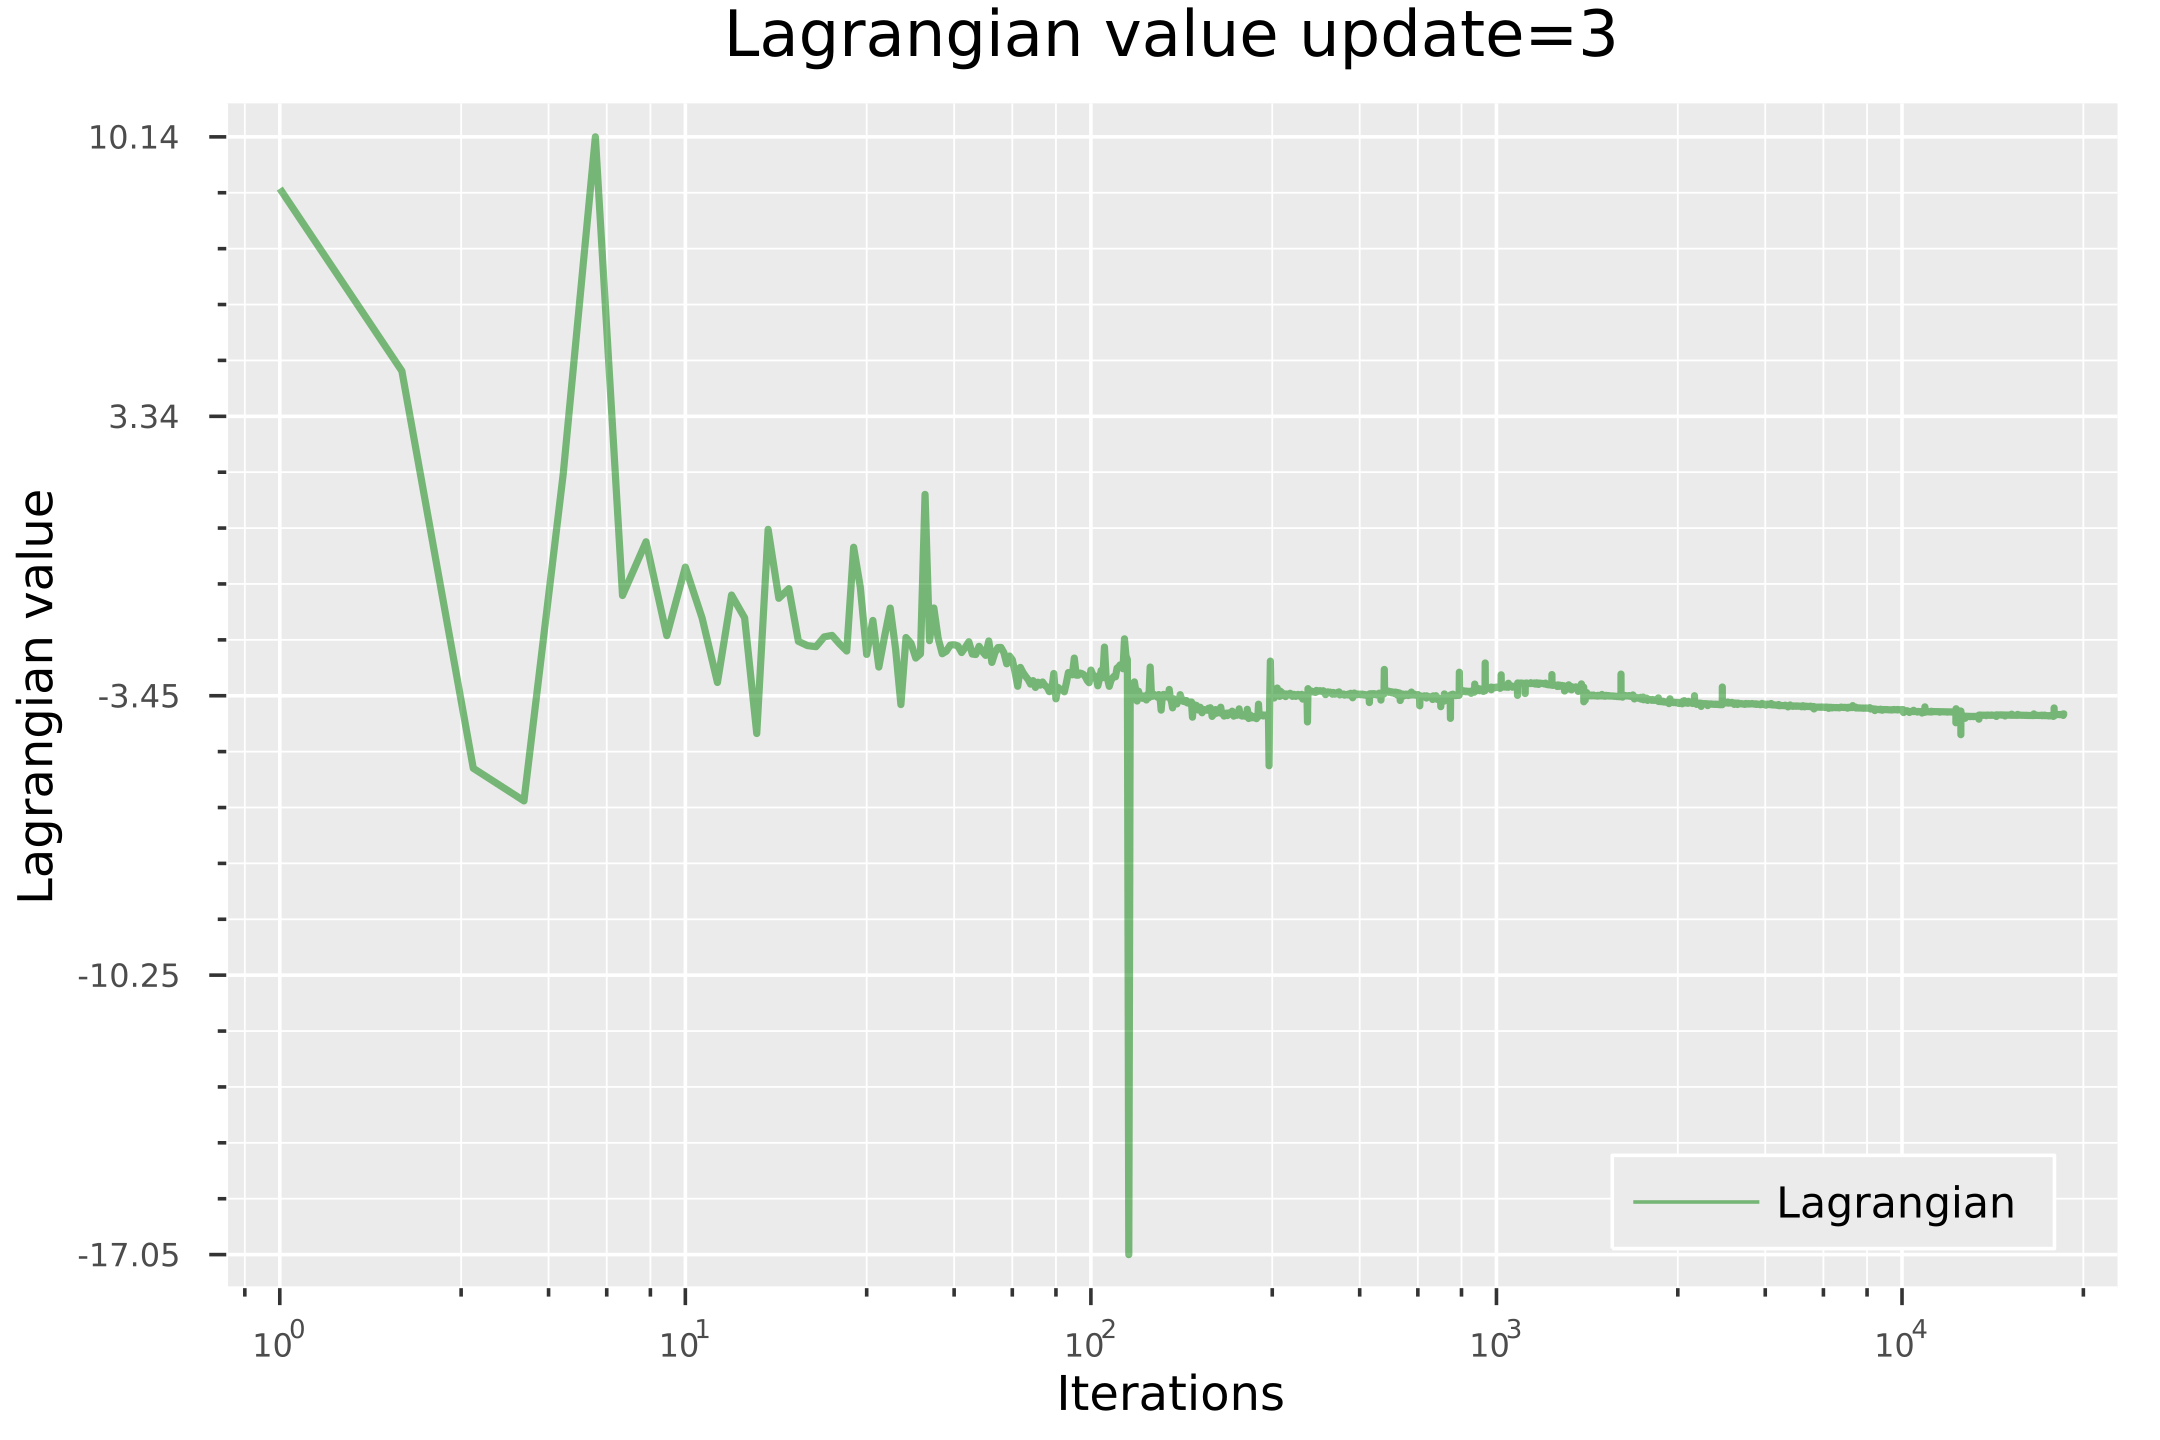 Lagrangian value update=3
10.14
3.34
-3.45
-10.25
-17.05
Lagrangian value
Lagrangian
10^0 10^1 10^2 10^3 10^4
Iterations